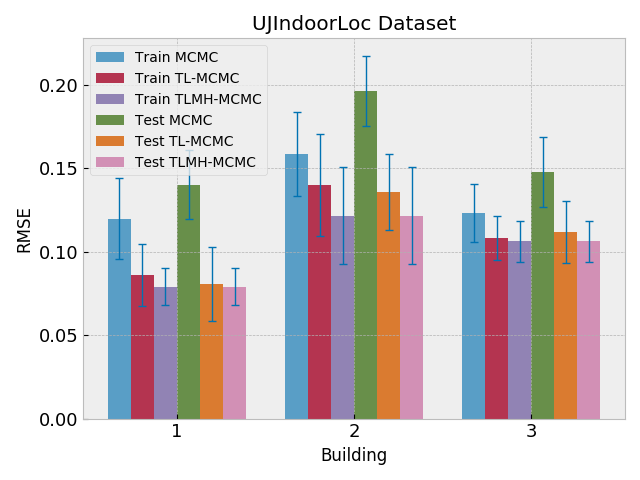 UJIndoorLoc Dataset
Train MCMC
Train TL-MCMC
Train TLMH-MCMC
Test MCMC
Test TL-MCMC
Test TLMH-MCMC
RMSE
0.20
0.15
0.10
0.05
0.00
1 2 3
Building